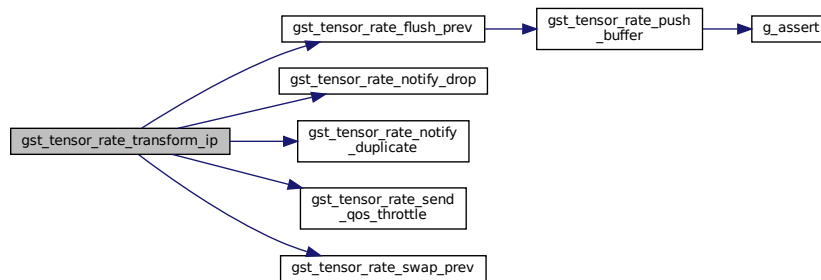 gst_tensor_rate_transform_ip
gst_tensor_rate_flush_prev
gst_tensor_rate_push
_buffer
g_assert
gst_tensor_rate_notify_drop
gst_tensor_rate_notify
_duplicate
gst_tensor_rate_send
_qos_throttle
gst_tensor_rate_swap_prev